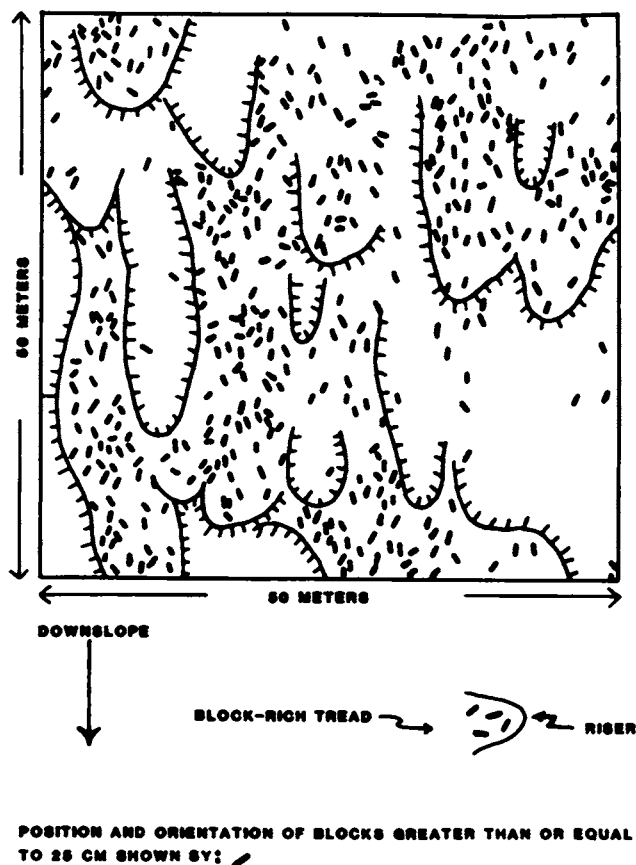 50 METERS
50 METERS
DOWNSLOPE
BLOCK-RICH TREAD
RISER
POSITION AND ORIENTATION OF BLOCKS GREATER THAN OR EQUAL
TO 25 CM SHOWN BY: